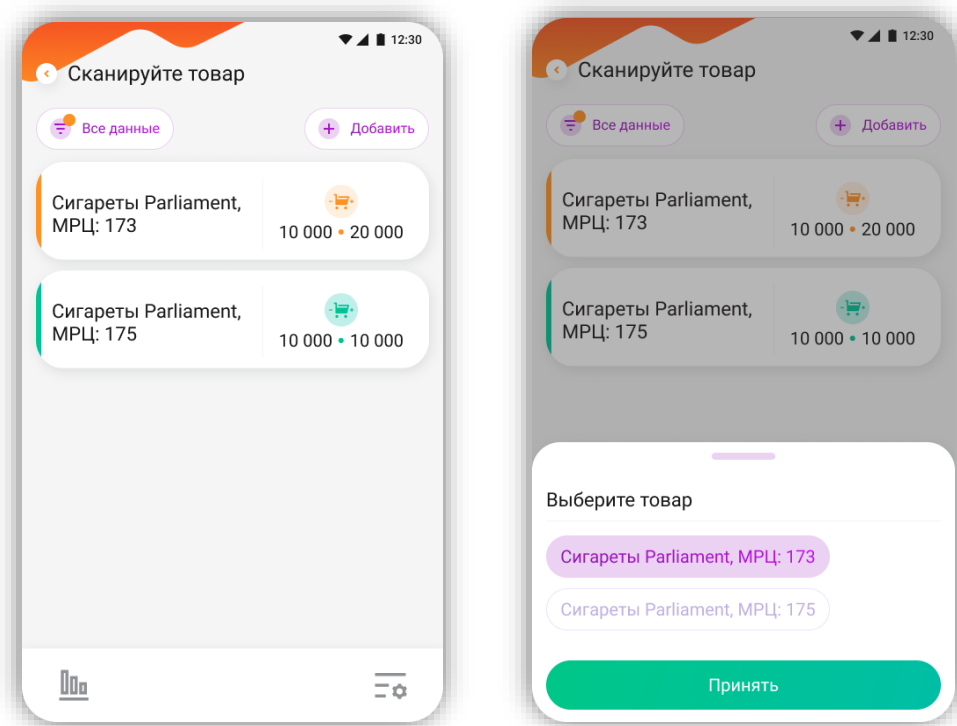 12:30
Сканируйте товар
Все данные
Добавить
Сигареты Parliament,
МРЦ: 173
10 000 • 20 000
Сигареты Parliament,
МРЦ: 175
10 000 • 10 000
12:30
Сканируйте товар
Все данные
Добавить
Сигареты Parliament,
МРЦ: 173
10 000 • 20 000
Сигареты Parliament,
МРЦ: 175
10 000 • 10 000
Выберите товар
Сигареты Parliament, МРЦ: 173
Сигареты Parliament, МРЦ: 175
Принять